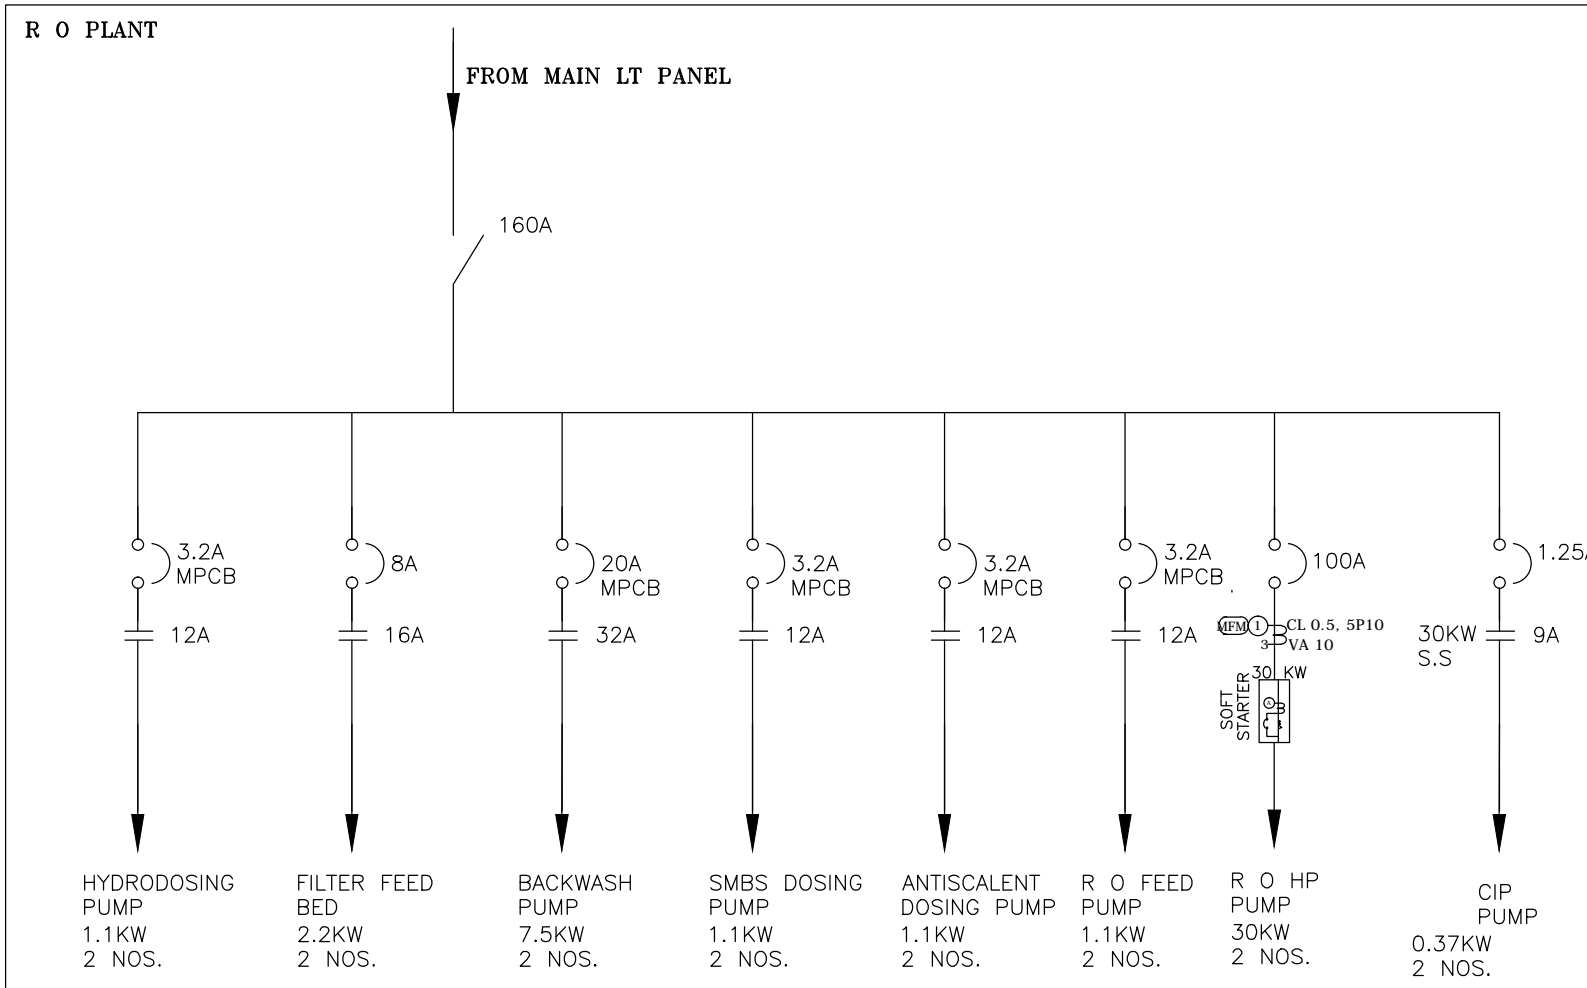 R O PLANT
FROM MAIN LT PANEL
160A
3.2A
MPCB
12A
8A
16A
20A
MPCB
32A
3.2A
MPCB
12A
3.2A
MPCB
12A
3.2A
MPCB
12A
100A
MFM 1 CL 0.5, 5P10
3 VA 10
30 KW
SOFT
STARTER
A
1.25A
30KW
S.S
9A
HYDRODOSING
PUMP
1.1KW
2 NOS.
FILTER FEED
BED
2.2KW
2 NOS.
BACKWASH
PUMP
7.5KW
2 NOS.
SMBS DOSING
PUMP
1.1KW
2 NOS.
ANTISCALENT
DOSING PUMP
1.1KW
2 NOS.
R O FEED
PUMP
1.1KW
2 NOS.
R O HP
PUMP
30KW
2 NOS.
CIP
PUMP
0.37KW
2 NOS.